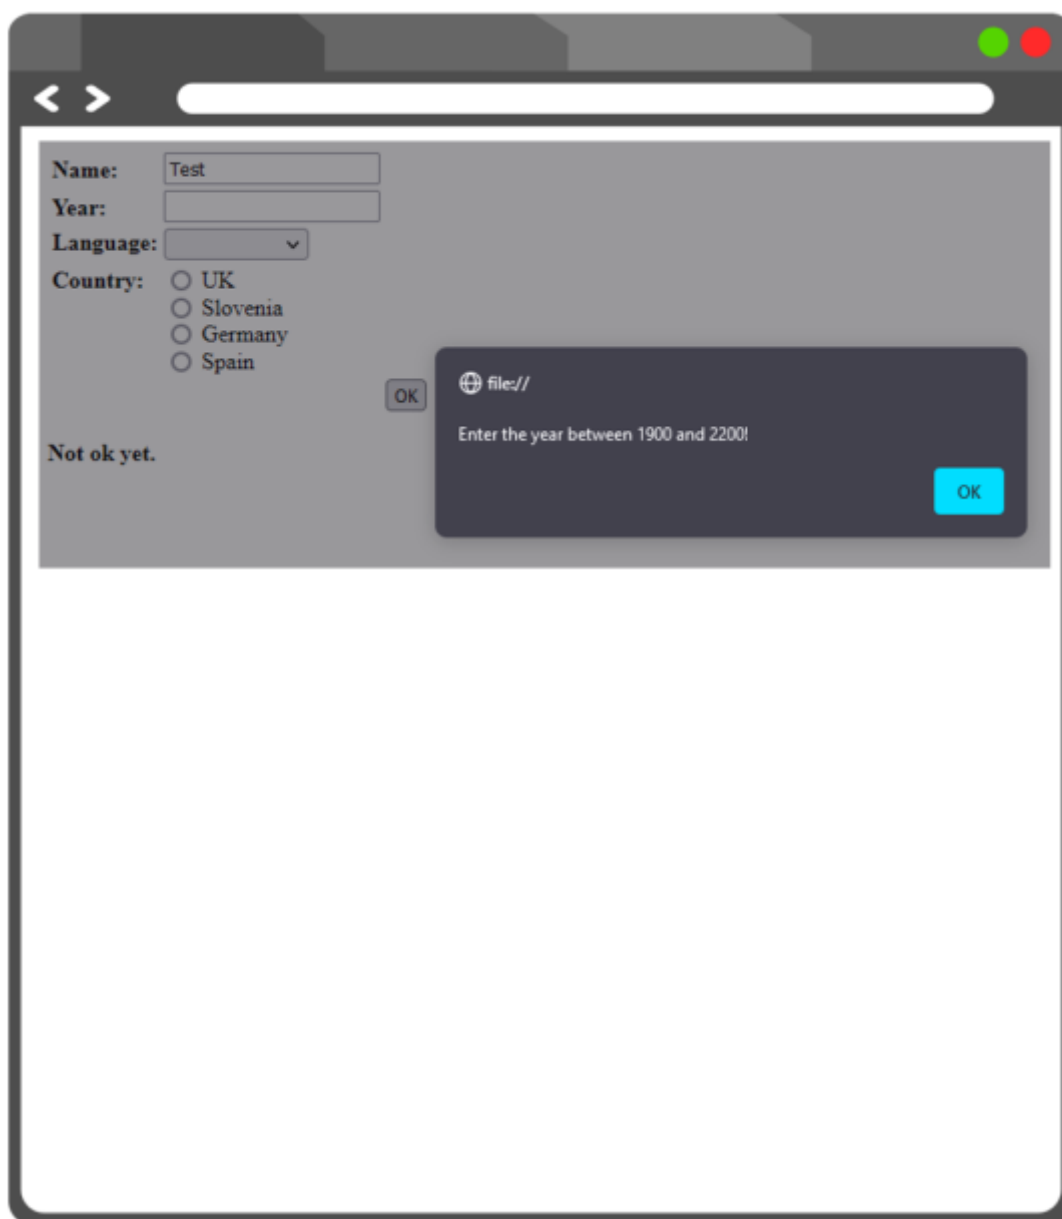 Name: Test
Year:
Language:
Country: UK
Slovenia
Germany
Spain
OK
Not ok yet.
file://
Enter the year between 1900 and 2200!
OK